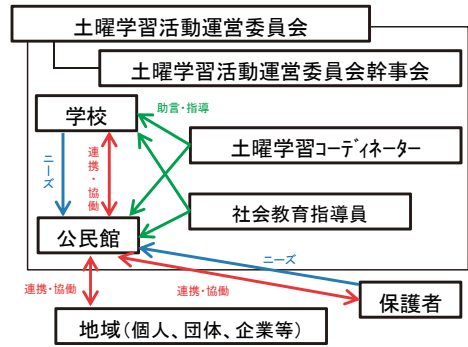 土曜学習活動運営委員会
土曜学習活動運営委員会幹事会
学校
助言・指導
土曜学習コーディネーター
ニーズ
連携・協働
社会教育指導員
公民館
ニーズ
連携・協働
連携・協働
保護者
地域(個人、団体、企業等)